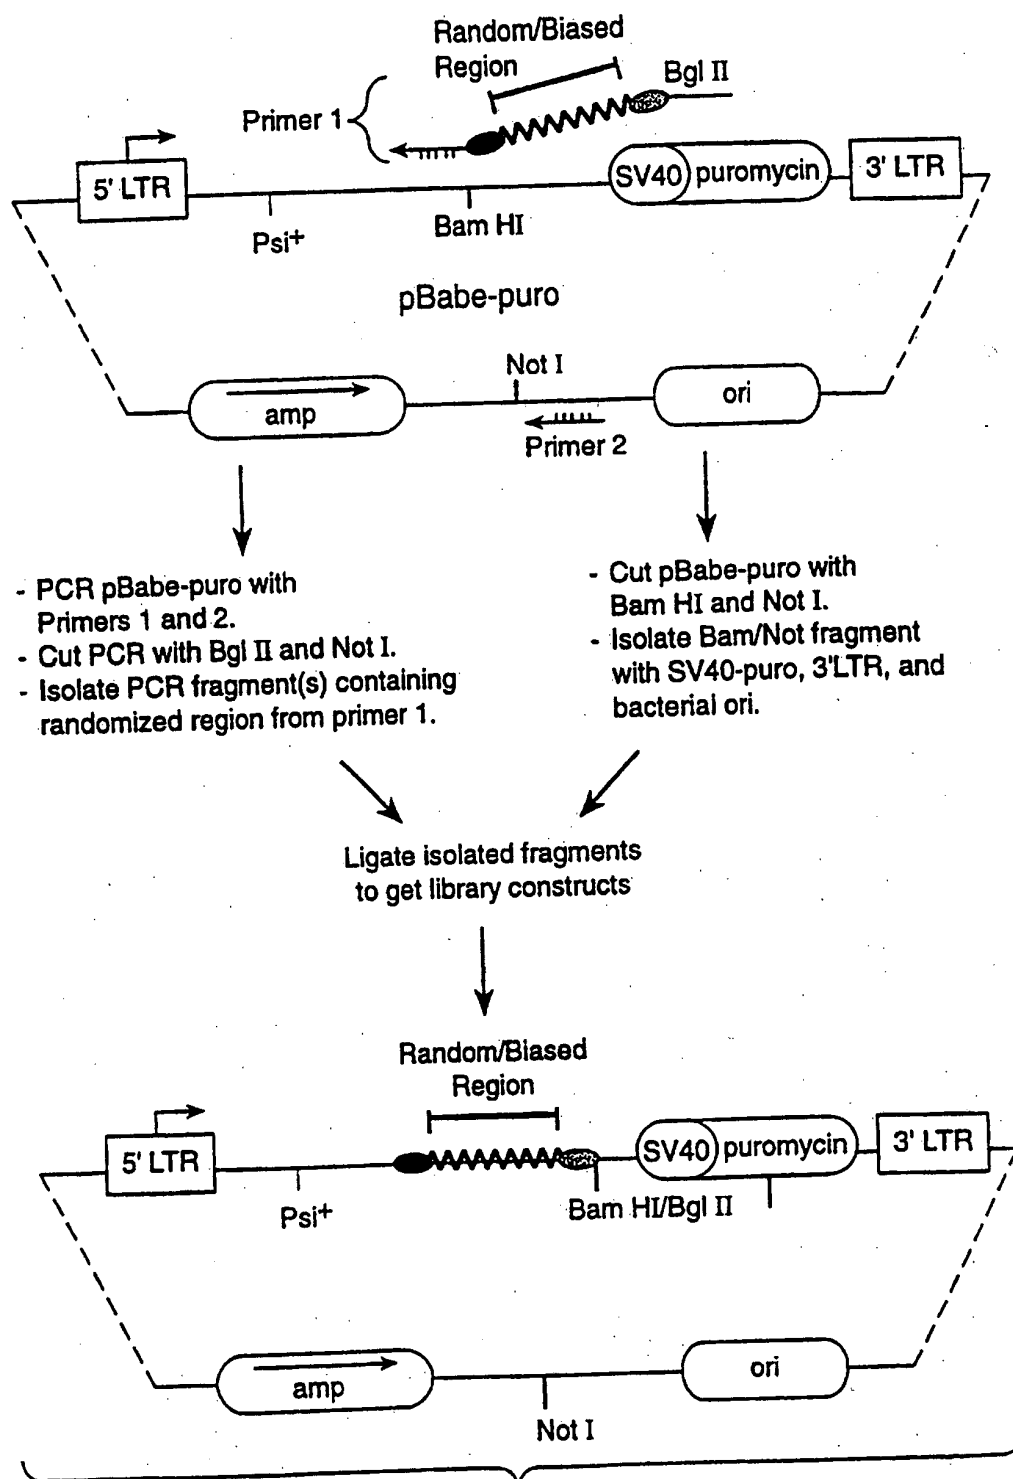 Random/Biased
Region
Bgl II
Primer 1
5' LTR
SV40
puromycin
3' LTR
Psi+
Bam HI
pBabe-puro
Not I
amp
ori
Primer 2
- PCR pBabe-puro with
Primers 1 and 2.
- Cut PCR with Bgl II and Not I.
- Isolate PCR fragment(s) containing
randomized region from primer 1.
- Cut pBabe-puro with
Bam HI and Not I.
- Isolate Bam/Not fragment
with SV40-puro, 3'LTR, and
bacterial ori.
Ligate isolated fragments
to get library constructs
Random/Biased
Region
5' LTR
SV40
puromycin
3' LTR
Psi+
Bam HI/Bgl II
amp
ori
Not I